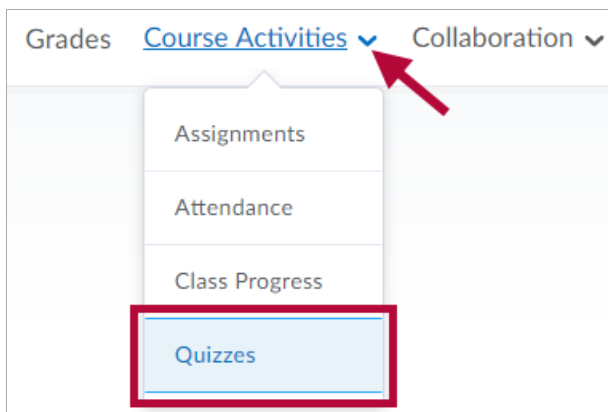 Grades Course Activities Collaboration
Assignments
Attendance
Class Progress
Quizzes